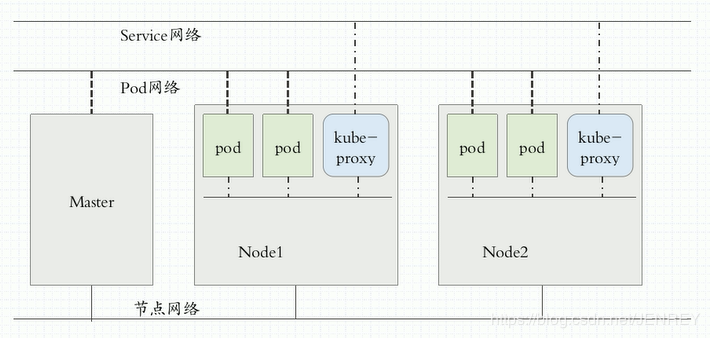 Service网络
Pod网络
Master
pod
pod
kube-
proxy
Node1
pod
pod
kube-
proxy
Node2
节点网络
https://blog.csdn.net/JENREY